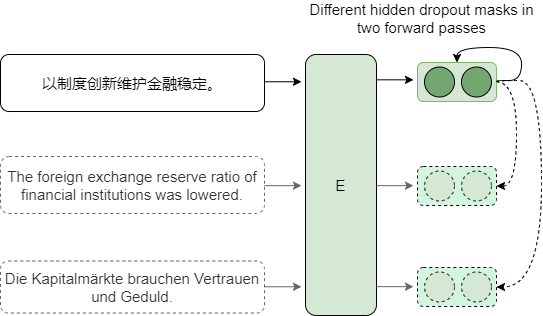 Different hidden dropout masks in
two forward passes
以制度创新维护金融稳定。
The foreign exchange reserve ratio of
financial institutions was lowered.
E
Die Kapitalmärkte brauchen Vertrauen
und Geduld.